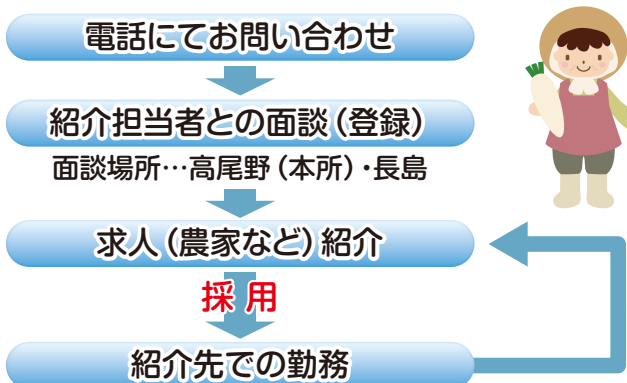 電話にてお問い合わせ
紹介担当者との面談(登録)
面談場所…高尾野(本所)・長島
求人(農家など)紹介
採用
紹介先での勤務